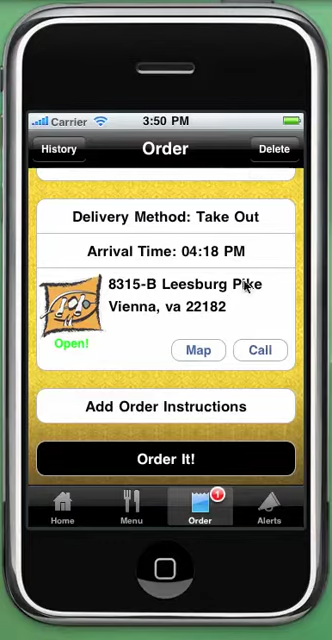 Carrier 3:50 PM
History Order Delete
Delivery Method: Take Out
Arrival Time: 04:18 PM
8315-B Leesburg Pike
Vienna, va 22182
Open!
Map Call
Add Order Instructions
Order It!
1
Home Menu Order Alerts